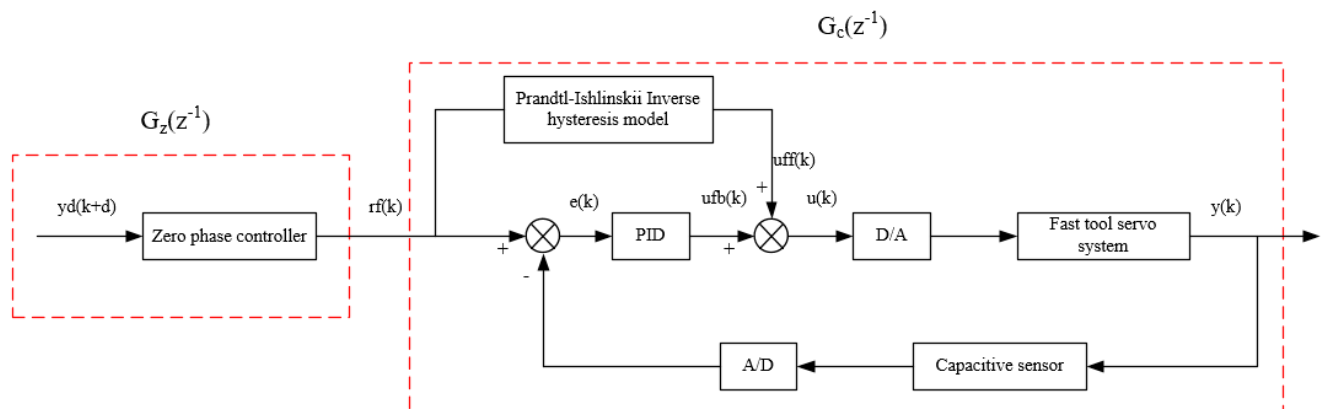 G_c(z^-1)
Prandtl-Ishlinskii Inverse
hysteresis model
G_z(z^-1)
uff(k)
yd(k+d)
rf(k)
e(k)
ufb(k)
+
u(k)
y(k)
Zero phase controller
+
PID
+
D/A
Fast tool servo
system
-
A/D
Capacitive sensor